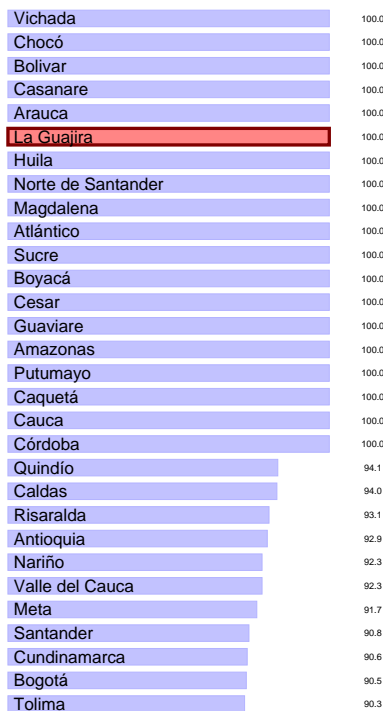 Vichada 100.0
Chocó 100.0
Bolivar 100.0
Casanare 100.0
Arauca 100.0
La Guajira 100.0
Huila 100.0
Norte de Santander 100.0
Magdalena 100.0
Atlántico 100.0
Sucre 100.0
Boyacá 100.0
Cesar 100.0
Guaviare 100.0
Amazonas 100.0
Putumayo 100.0
Caquetá 100.0
Cauca 100.0
Córdoba 100.0
Quindío 94.1
Caldas 94.0
Risaralda 93.1
Antioquia 92.9
Nariño 92.3
Valle del Cauca 92.3
Meta 91.7
Santander 90.8
Cundinamarca 90.6
Bogotá 90.5
Tolima 90.3